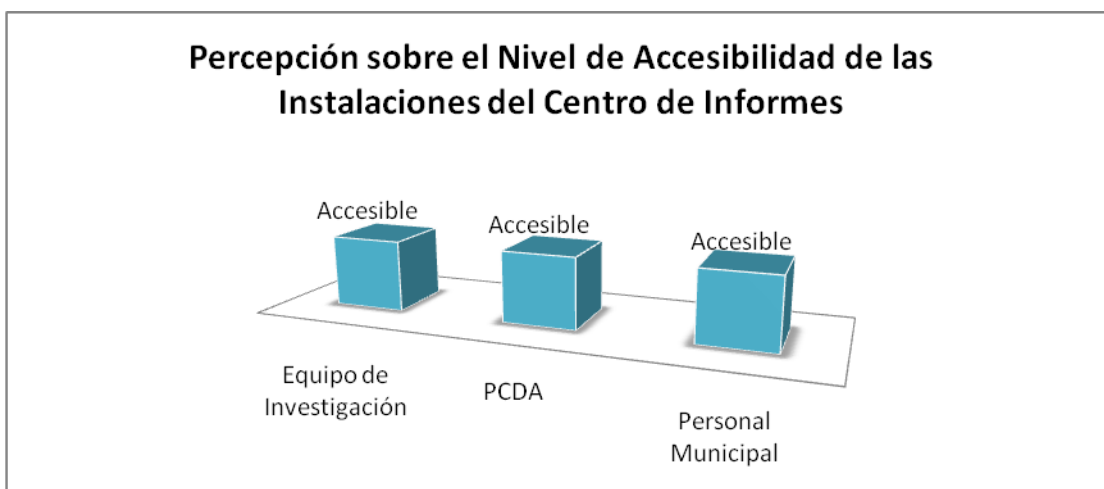 Percepción sobre el Nivel de Accesibilidad de las
Instalaciones del Centro de Informes
Accesible
Accesible
Accesible
Equipo de
Investigación
PCDA
Personal
Municipal